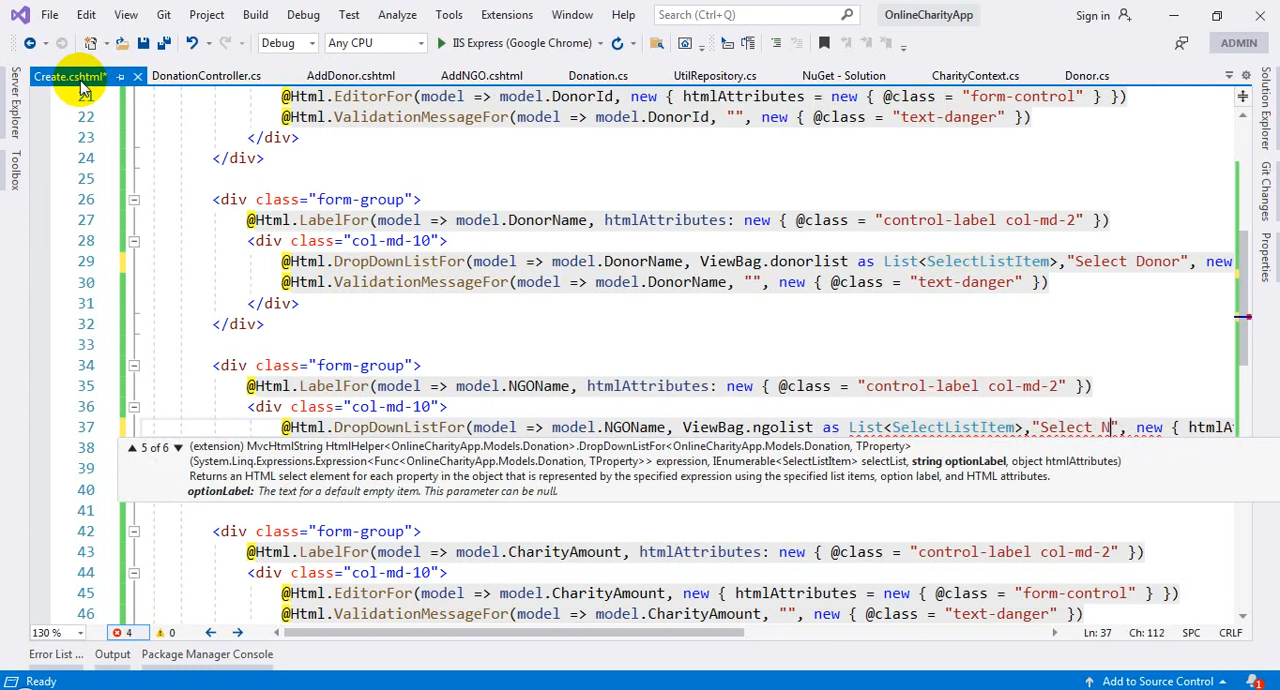 File Edit View Git Project Build Debug Test Analyze Tools Extensions Window Help Search (Ctrl+Q) OnlineCharityApp Sign in
Debug Any CPU IIS Express (Google Chrome) ADMIN
Create.cshtml* DonationController.cs AddDonor.cshtml AddNGO.cshtml Donation.cs UtilRepository.cs NuGet - Solution CharityContext.cs Donor.cs
Server Explorer
Toolbox
Solution Explorer
Git Changes
Properties
21 @Html.EditorFor(model => model.DonorId, new { htmlAttributes = new { @class = "form-control" } })
22 @Html.ValidationMessageFor(model => model.DonorId, "", new { @class = "text-danger" })
23 </div>
24 </div>
25
26 <div class="form-group">
27 @Html.LabelFor(model => model.DonorName, htmlAttributes: new { @class = "control-label col-md-2" })
28 <div class="col-md-10">
29 @Html.DropDownListFor(model => model.DonorName, ViewBag.donorlist as List<SelectListItem>,"Select Donor", new
30 @Html.ValidationMessageFor(model => model.DonorName, "", new { @class = "text-danger" })
31 </div>
32 </div>
33
34 <div class="form-group">
35 @Html.LabelFor(model => model.NGOName, htmlAttributes: new { @class = "control-label col-md-2" })
36 <div class="col-md-10">
37 @Html.DropDownListFor(model => model.NGOName, ViewBag.ngolist as List<SelectListItem>,"Select N", new { htmlA
38 5 of 6 (extension) MvcHtmlString HtmlHelper<OnlineCharityApp.Models.Donation>.DropDownListFor<OnlineCharityApp.Models.Donation, TProperty>
39 (System.Linq.Expressions.Expression<Func<OnlineCharityApp.Models.Donation, TProperty>> expression, IEnumerable<SelectListItem> selectList, string optionLabel, object htmlAttributes)
Returns an HTML select element for each property in the object that is represented by the specified expression using the specified list items, option label, and HTML attributes.
40 optionLabel: The text for a default empty item. This parameter can be null.
41
42 <div class="form-group">
43 @Html.LabelFor(model => model.CharityAmount, htmlAttributes: new { @class = "control-label col-md-2" })
44 <div class="col-md-10">
45 @Html.EditorFor(model => model.CharityAmount, new { htmlAttributes = new { @class = "form-control" } })
46 @Html.ValidationMessageFor(model => model.CharityAmount, "", new { @class = "text-danger" })
130 % 4 0 Ln: 37 Ch: 112 SPC CRLF
Error List ... Output Package Manager Console
Ready Add to Source Control 1